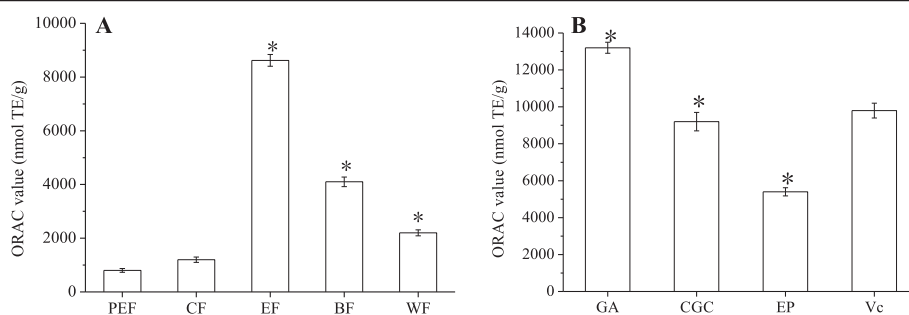 A
ORAC value (nmol TE/g)
10000
8000
6000
4000
2000
0
* * *
PEF CF EF BF WF
B
ORAC value (nmol TE/g)
14000
12000
10000
8000
6000
4000
2000
0
* * *
GA CGC EP Vc